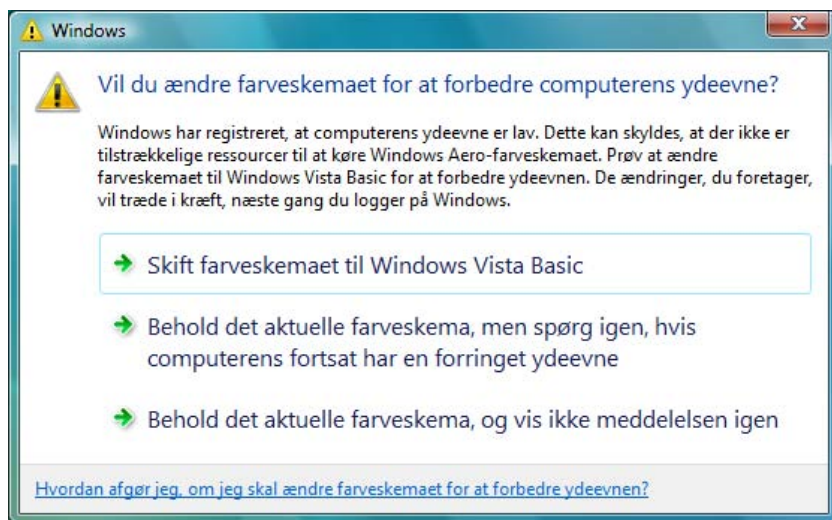 Windows
Vil du ændre farveskemaet for at forbedre computerens ydeevne?
Windows har registreret, at computerens ydeevne er lav. Dette kan skyldes, at der ikke er
tilstrækkelige ressourcer til at køre Windows Aero-farveskemaet. Prøv at ændre
farveskemaet til Windows Vista Basic for at forbedre ydeevnen. De ændringer, du foretager,
vil træde i kræft, næste gang du logger på Windows.
Skift farveskemaet til Windows Vista Basic
Behold det aktuelle farveskema, men spørg igen, hvis
computerens fortsat har en forringet ydeevne
Behold det aktuelle farveskema, og vis ikke meddelelsen igen
Hvordan afgør jeg, om jeg skal ændre farveskemaet for at forbedre ydeevnen?